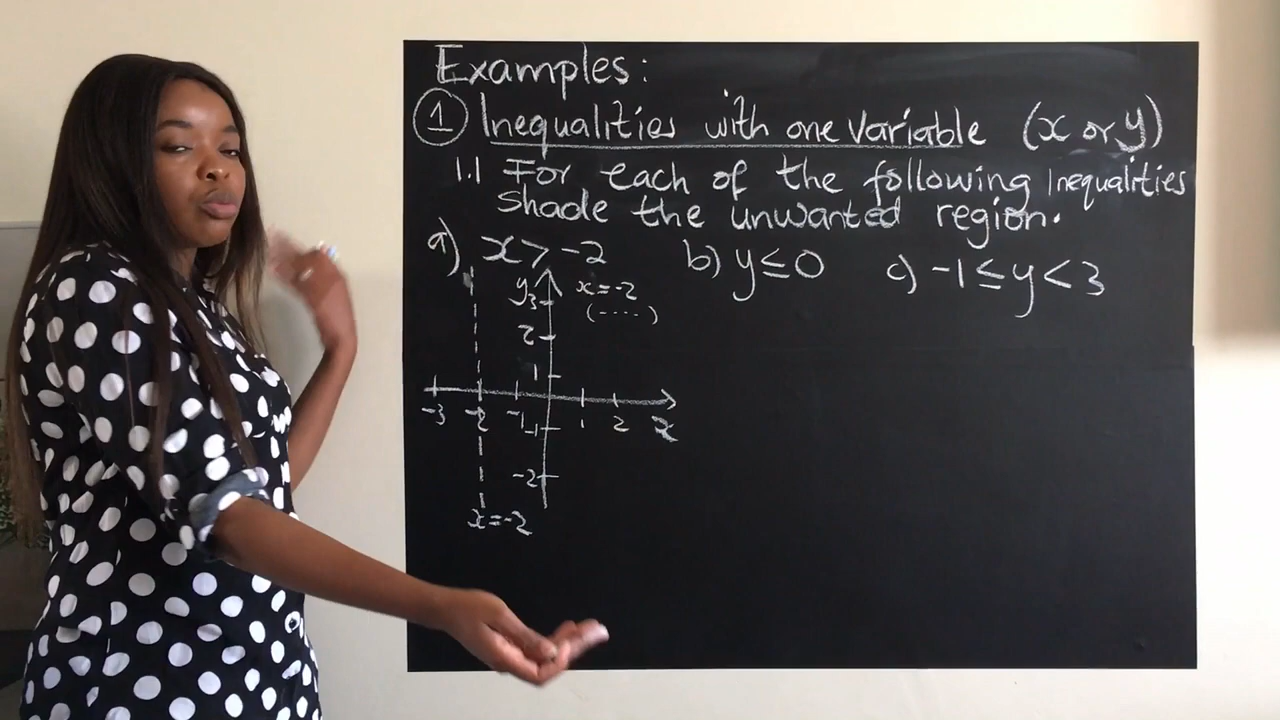 Examples:
① Inequalities with one Variable (x or y)
1.1 For each of the following Inequalities
Shade the unwanted region.
a) x > -2
b) y ≤ 0
c) -1 ≤ y < 3
y
x = -2
(----)
3
2
1
-3 -2 -1 1 2 x
-1
-2
x = -2